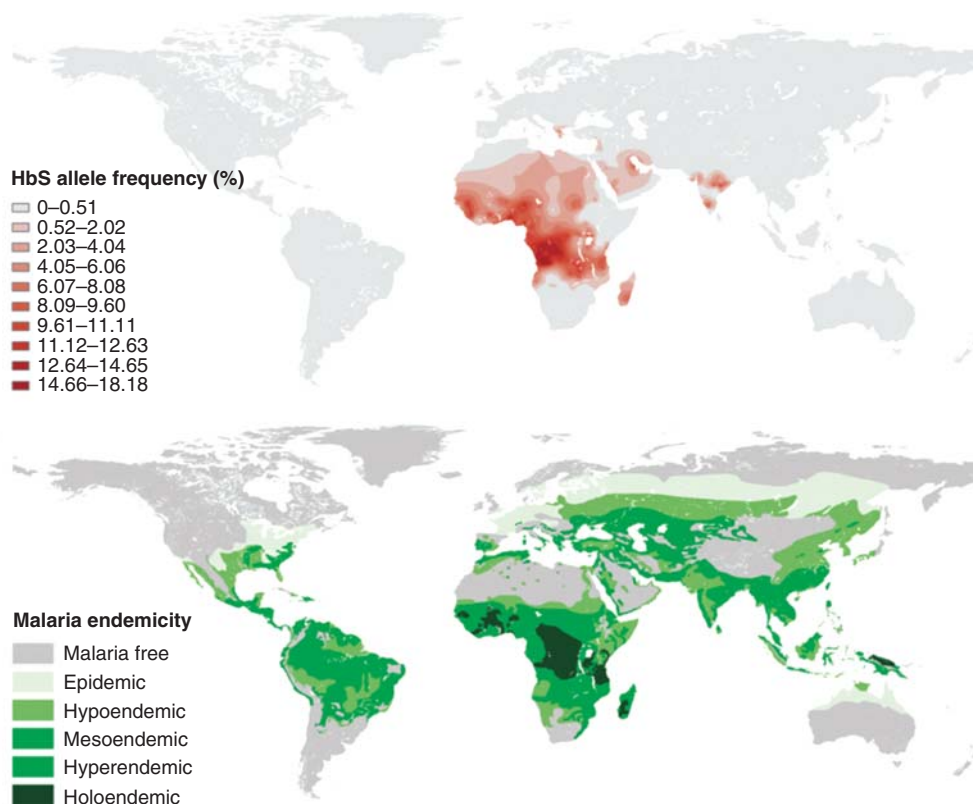 HbS allele frequency (%)
0–0.51
0.52–2.02
2.03–4.04
4.05–6.06
6.07–8.08
8.09–9.60
9.61–11.11
11.12–12.63
12.64–14.65
14.66–18.18
Malaria endemicity
Malaria free
Epidemic
Hypoendemic
Mesoendemic
Hyperendemic
Holoendemic